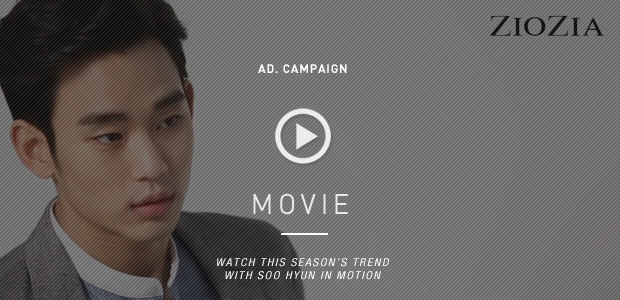 ZIOZIA
AD. CAMPAIGN
MOVIE
WATCH THIS SEASON'S TREND
WITH SOO HYUN IN MOTION